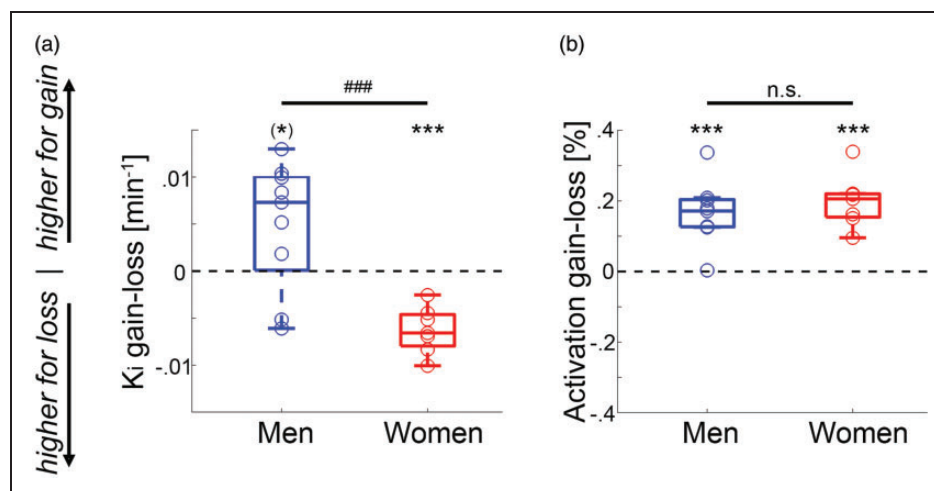 (a)
higher for loss | higher for gain
Ki gain-loss [min-1]
.01
0
-.01
###
(*)
***
Men
Women
(b)
Activation gain-loss [%]
.4
.2
0
-.2
-.4
n.s.
***
***
Men
Women